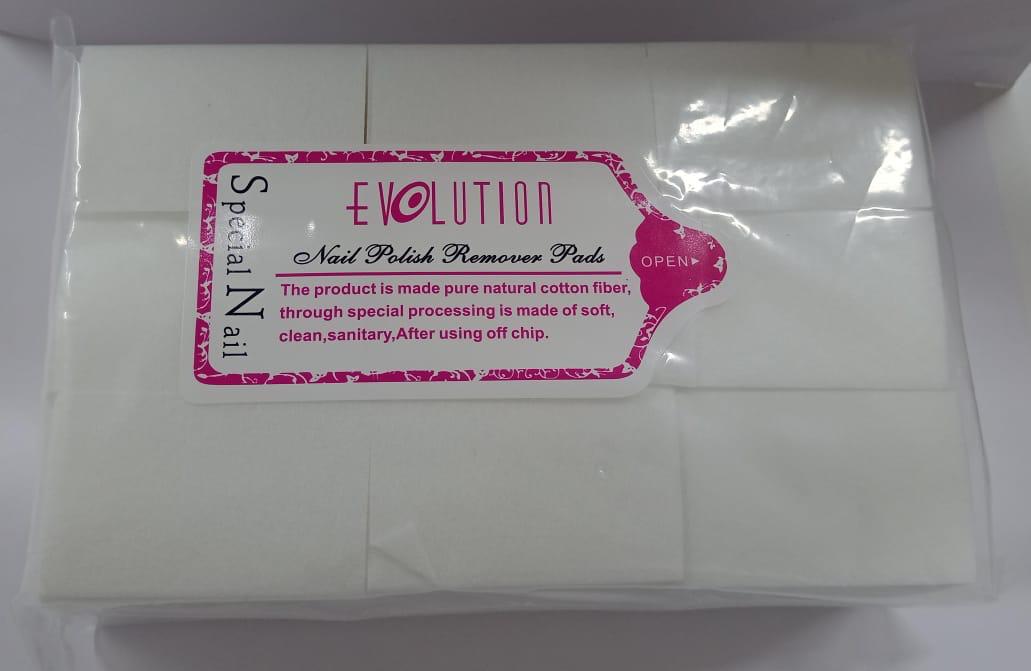 Special Nail
EVOLUTION
Nail Polish Remover Pads
The product is made pure natural cotton fiber,
through special processing is made of soft,
clean,sanitary,After using off chip.
OPEN▸